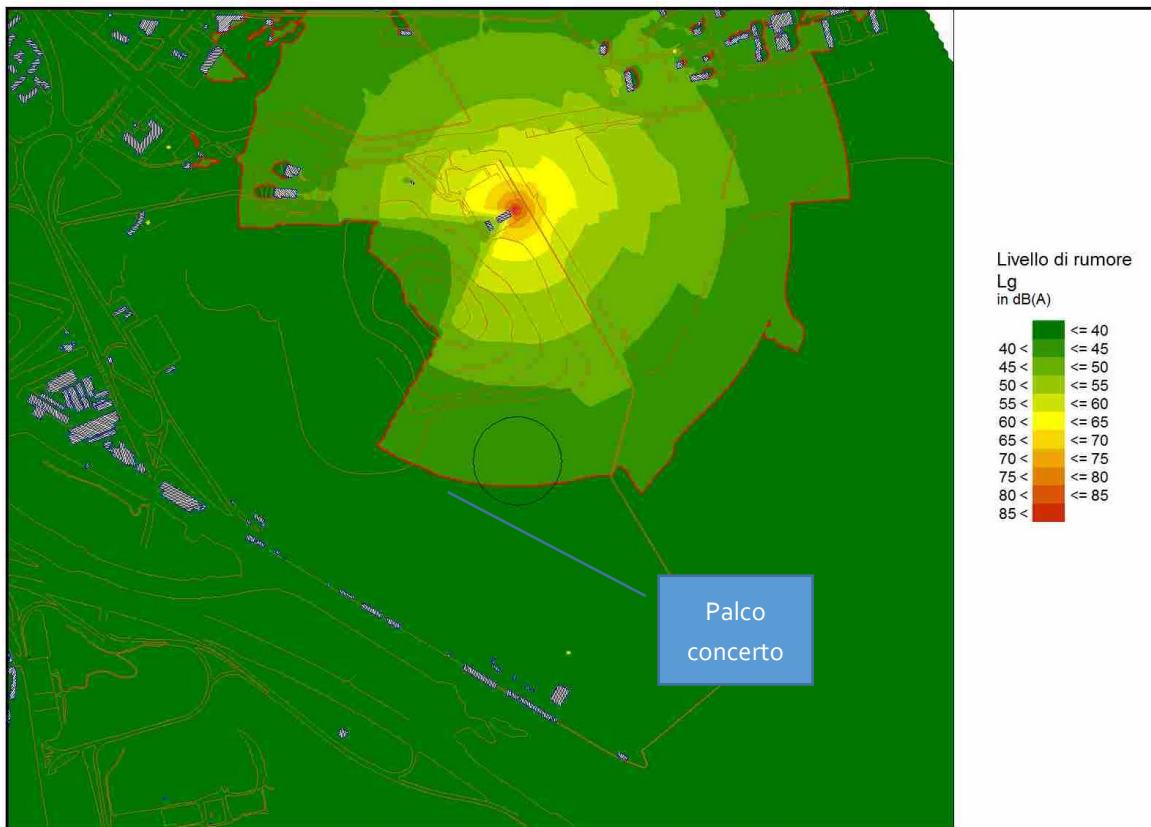 Livello di rumore
Lg
in dB(A)
<= 40
40 < <= 45
45 < <= 50
50 < <= 55
55 < <= 60
60 < <= 65
65 < <= 70
70 < <= 75
75 < <= 80
80 < <= 85
85 <
Palco
concerto